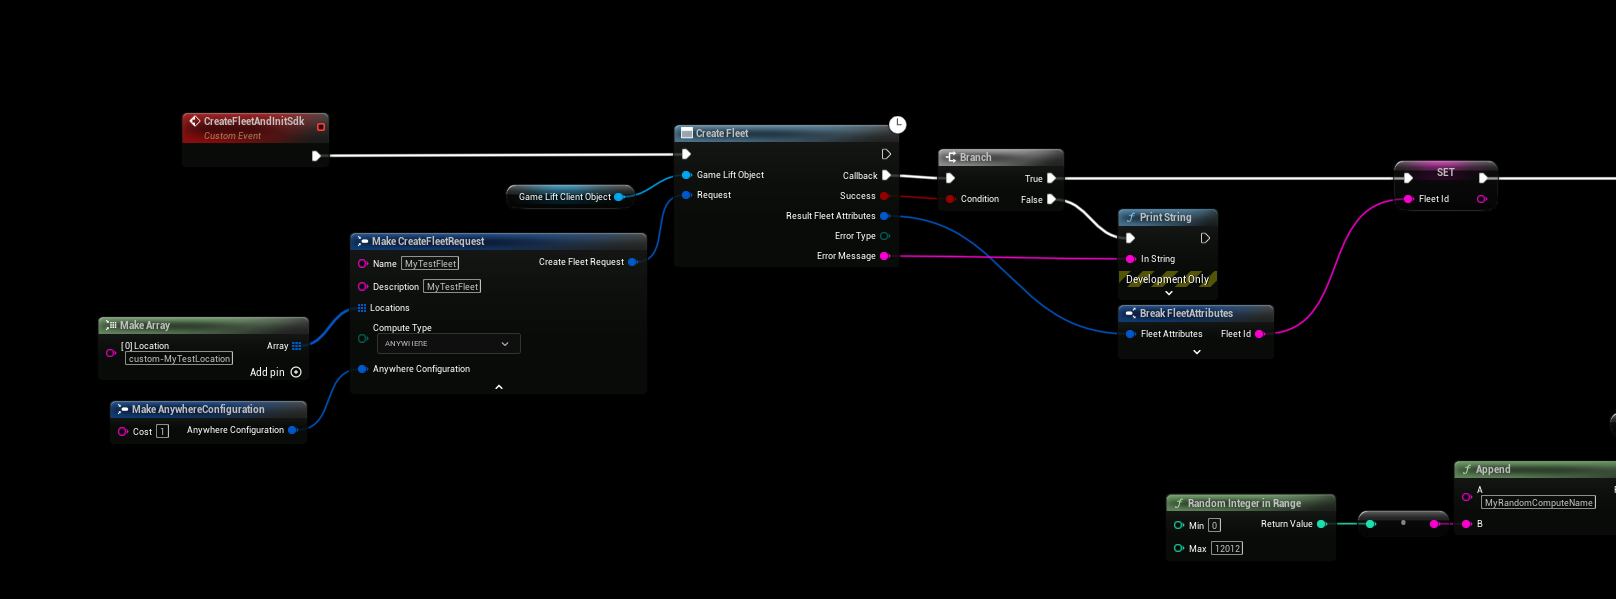 CreateFleetAndInitSdk
Custom Event
Game Lift Client Object
Create Fleet
Game Lift Object
Callback
Request
Success
Result Fleet Attributes
Error Type
Error Message
Branch
True
Condition
False
SET
Fleet Id
Print String
In String
Development Only
Break FleetAttributes
Fleet Attributes
Fleet Id
Make CreateFleetRequest
Name MyTestFleet
Create Fleet Request
Description MyTestFleet
Locations
Compute Type
ANYWHERE
Anywhere Configuration
Make Array
[0] Location
custom-MyTestLocation
Array
Add pin
Make AnywhereConfiguration
Cost 1
Anywhere Configuration
Random Integer in Range
Min 0
Return Value
Max 12012
Append
A
MyRandomComputeName
B